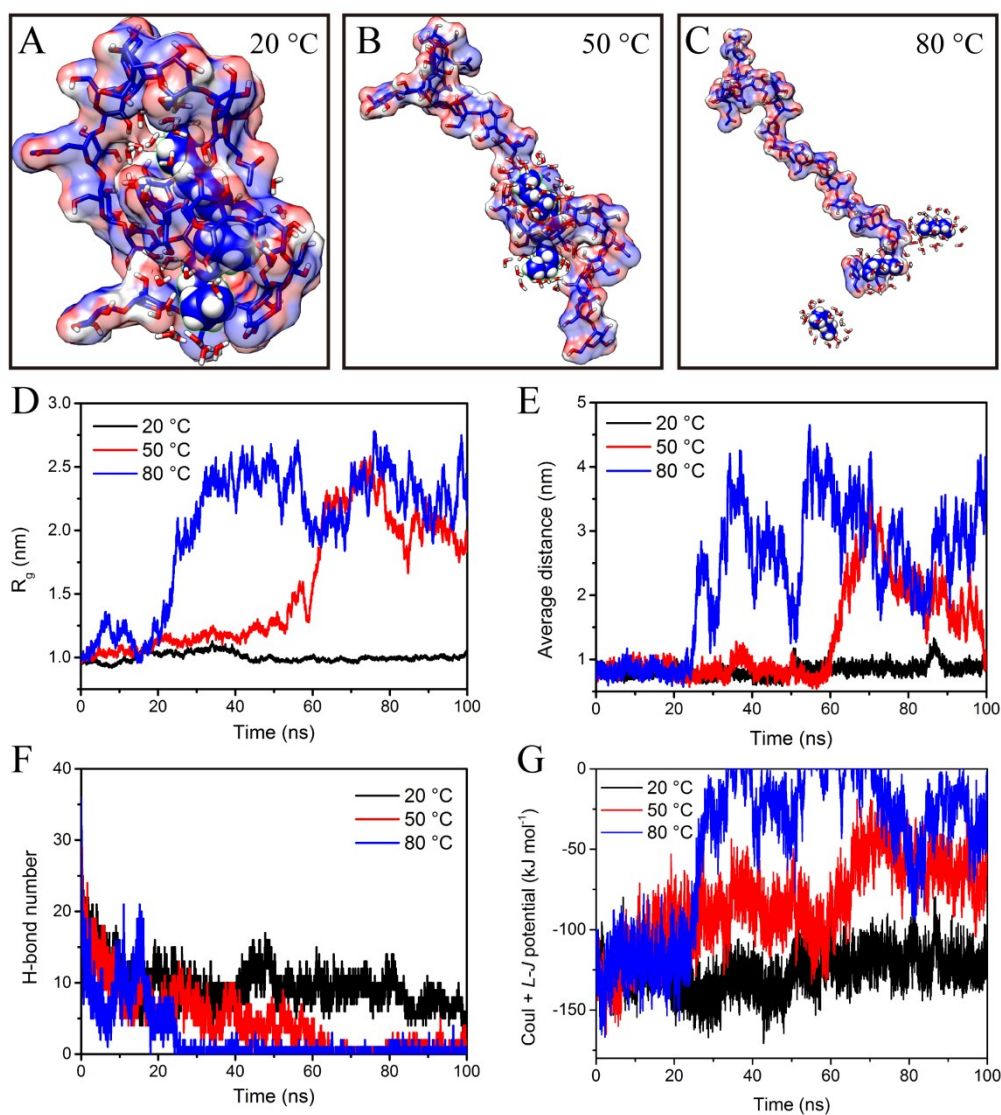 A 20 °C
B 50 °C
C 80 °C
D
3.0
2.5
2.0
1.5
1.0
R_g (nm)
20 °C
50 °C
80 °C
0 20 40 60 80 100
Time (ns)
E
5
4
3
2
1
Average distance (nm)
20 °C
50 °C
80 °C
0 20 40 60 80 100
Time (ns)
F
40
30
20
10
0
H-bond number
20 °C
50 °C
80 °C
0 20 40 60 80 100
Time (ns)
G
0
-50
-100
-150
Coul + L-J potential (kJ mol⁻¹)
20 °C
50 °C
80 °C
0 20 40 60 80 100
Time (ns)